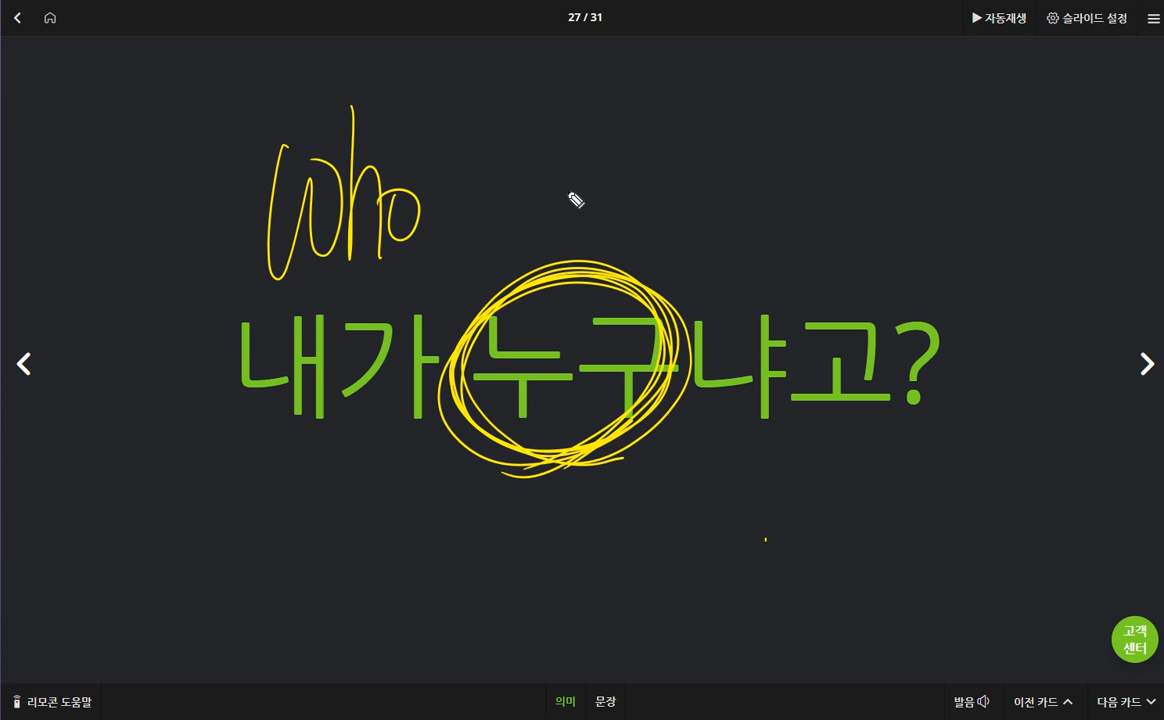 27 / 31
자동재생
슬라이드 설정
who
내가 누구냐고?
고객
센터
리모콘 도움말
의미
문장
발음
이전 카드
다음 카드